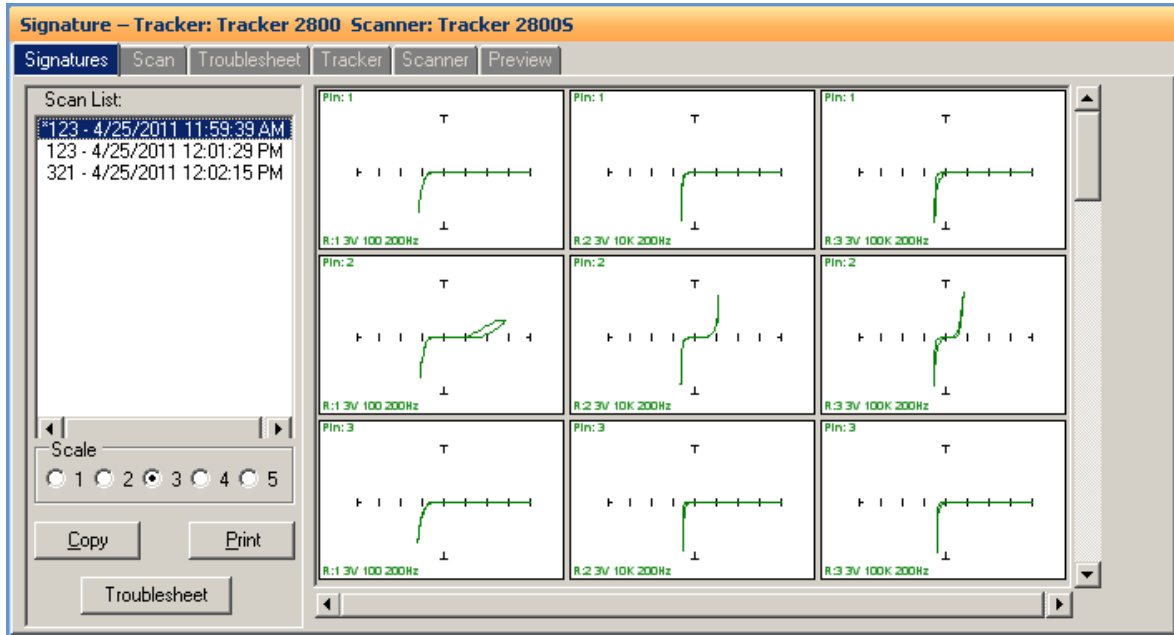 Signature – Tracker: Tracker 2800 Scanner: Tracker 2800S
Signatures Scan Troublesheet Tracker Scanner Preview
Scan List:
*123 - 4/25/2011 11:59:39 AM
123 - 4/25/2011 12:01:29 PM
321 - 4/25/2011 12:02:15 PM
Scale
1 2 3 4 5
Copy Print
Troublesheet
Pin: 1 Pin: 1 Pin: 1
R:1 3V 100 200Hz R:2 3V 10K 200Hz R:3 3V 100K 200Hz
Pin: 2 Pin: 2 Pin: 2
R:1 3V 100 200Hz R:2 3V 10K 200Hz R:3 3V 100K 200Hz
Pin: 3 Pin: 3 Pin: 3
R:1 3V 100 200Hz R:2 3V 10K 200Hz R:3 3V 100K 200Hz